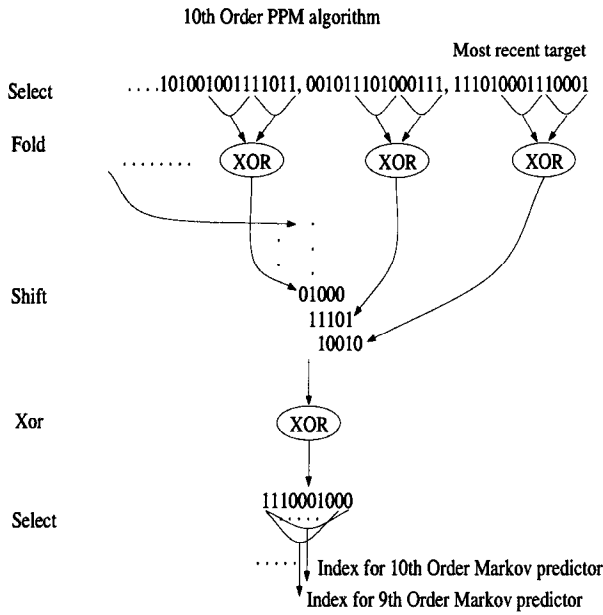 10th Order PPM algorithm
Most recent target
Select ....101001001111011, 001011101000111, 111010001110001
Fold
........ XOR XOR XOR
Shift
01000
11101
10010
Xor
XOR
1110001000
Select
Index for 10th Order Markov predictor
Index for 9th Order Markov predictor